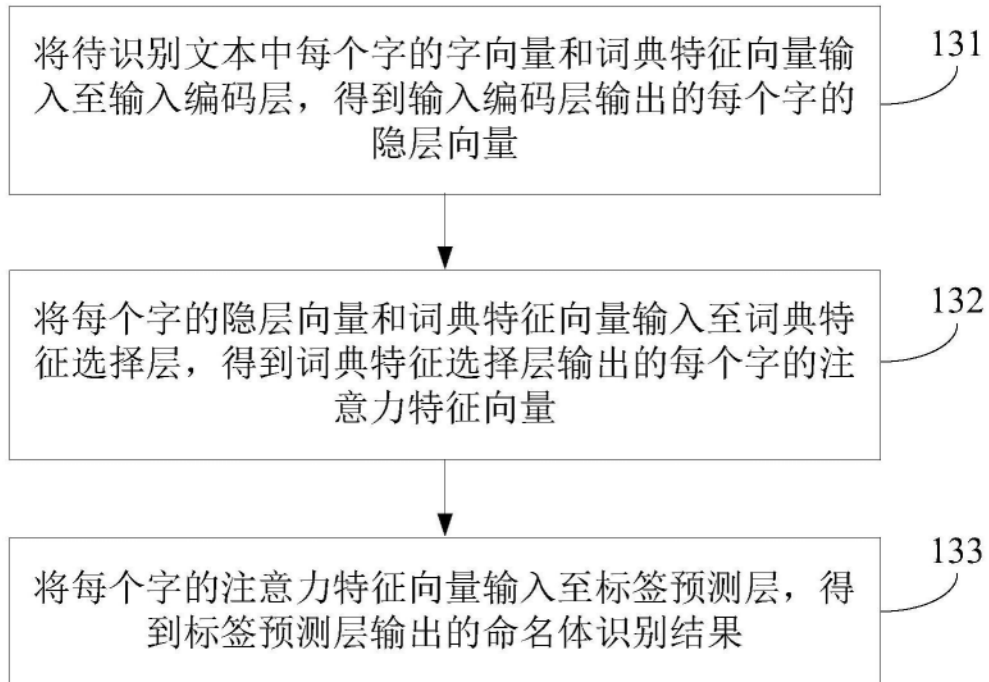 将待识别文本中每个字的字向量和词典特征向量输
入至输入编码层，得到输入编码层输出的每个字的
隐层向量
131
将每个字的隐层向量和词典特征向量输入至词典特
征选择层，得到词典特征选择层输出的每个字的注
意力特征向量
132
将每个字的注意力特征向量输入至标签预测层，得
到标签预测层输出的命名体识别结果
133